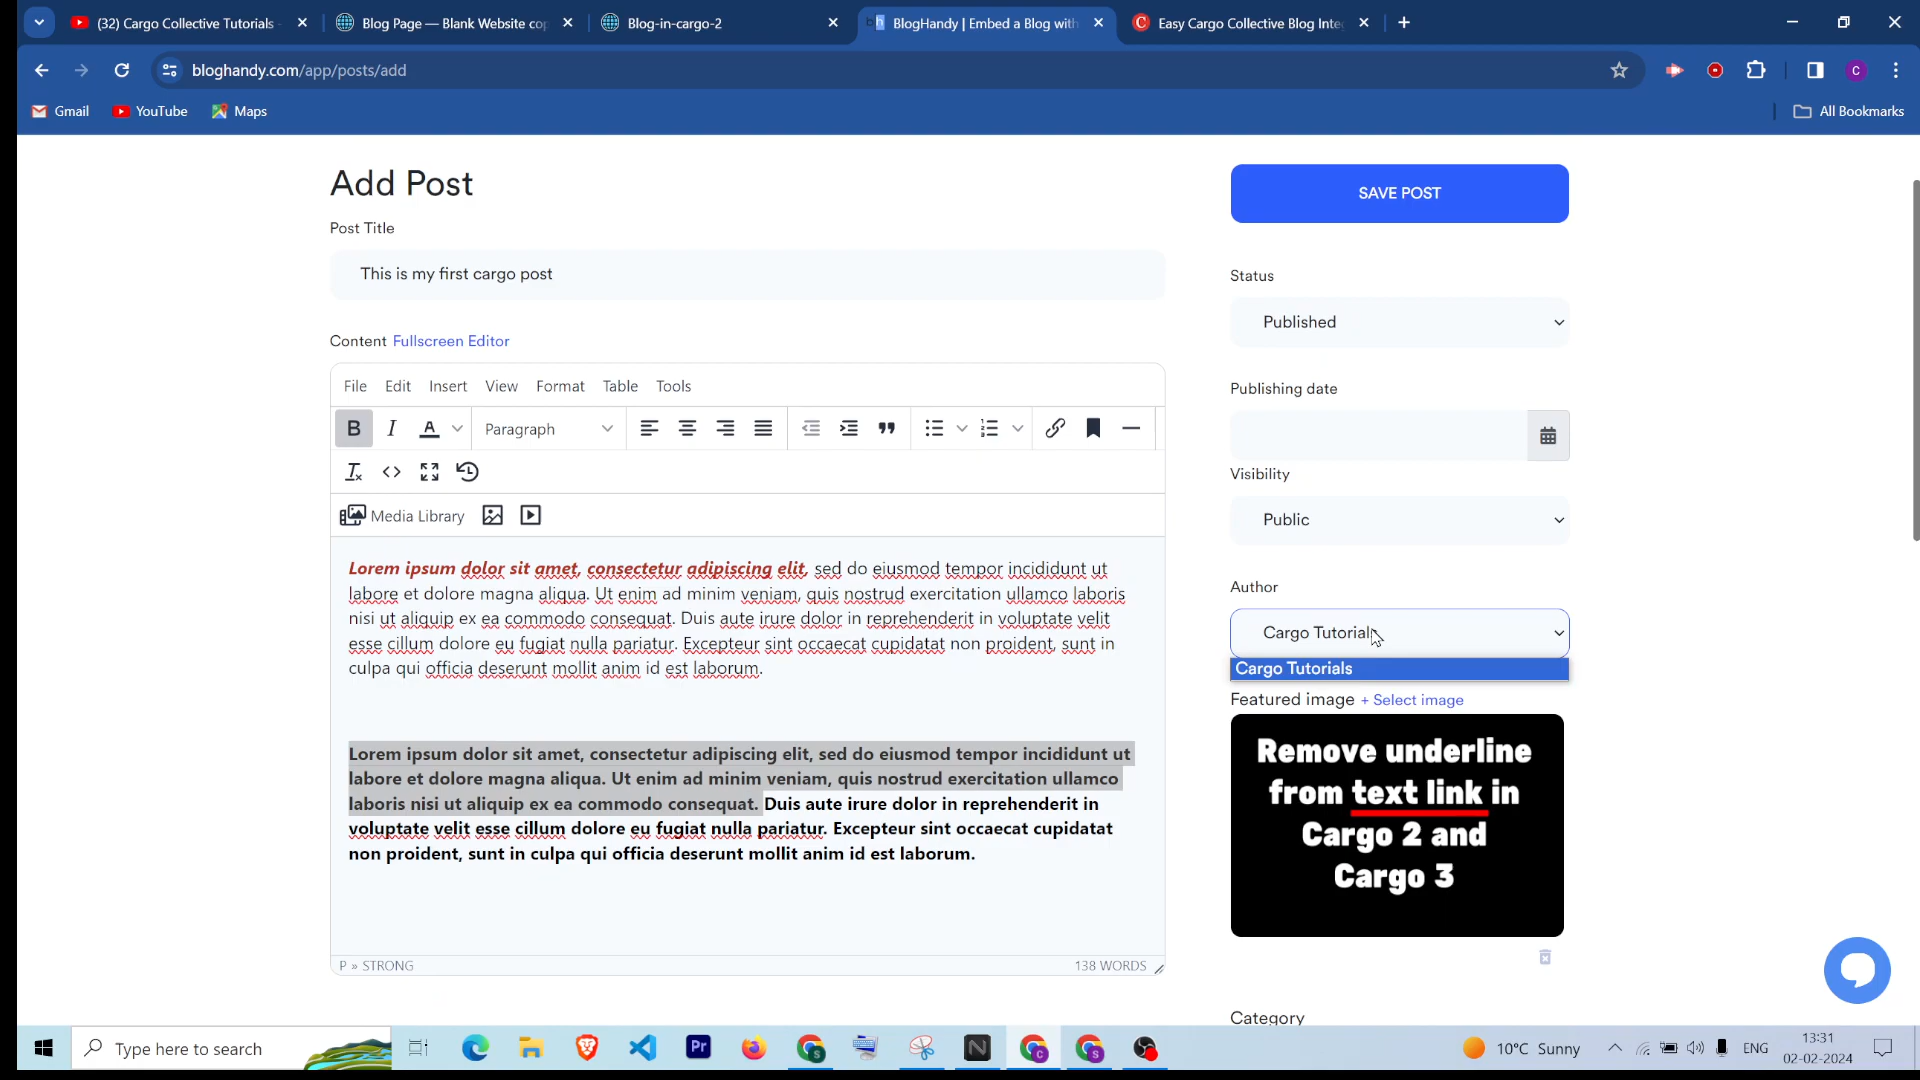 (32) Cargo Collective Tutorials
Blog Page — Blank Website cop
Blog-in-cargo-2
BlogHandy | Embed a Blog with
Easy Cargo Collective Blog Inte
bloghandy.com/app/posts/add
C
Gmail
YouTube
Maps
All Bookmarks
Add Post
Post Title
This is my first cargo post
Content Fullscreen Editor
File Edit Insert View Format Table Tools
B I A Paragraph
Media Library
Lorem ipsum dolor sit amet, consectetur adipiscing elit, sed do eiusmod tempor incididunt ut
labore et dolore magna aliqua. Ut enim ad minim veniam, quis nostrud exercitation ullamco laboris
nisi ut aliquip ex ea commodo consequat. Duis aute irure dolor in reprehenderit in voluptate velit
esse cillum dolore eu fugiat nulla pariatur. Excepteur sint occaecat cupidatat non proident, sunt in
culpa qui officia deserunt mollit anim id est laborum.
Lorem ipsum dolor sit amet, consectetur adipiscing elit, sed do eiusmod tempor incididunt ut
labore et dolore magna aliqua. Ut enim ad minim veniam, quis nostrud exercitation ullamco
laboris nisi ut aliquip ex ea commodo consequat. Duis aute irure dolor in reprehenderit in
voluptate velit esse cillum dolore eu fugiat nulla pariatur. Excepteur sint occaecat cupidatat
non proident, sunt in culpa qui officia deserunt mollit anim id est laborum.
P » STRONG
138 WORDS
SAVE POST
Status
Published
Publishing date
Visibility
Public
Author
Cargo Tutorials
Cargo Tutorials
Featured image + Select image
Remove underline
from text link in
Cargo 2 and
Cargo 3
Category
Type here to search
10°C Sunny
ENG
13:31
02-02-2024